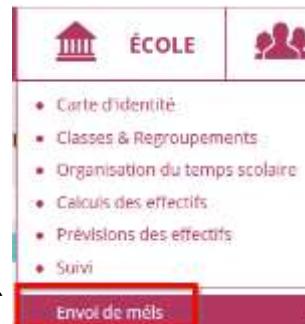 ÉCOLE
Carte d'identité
Classes & Regroupements
Organisation du temps scolaire
Calculs des effectifs
Prévisions des effectifs
Suivi
Envoi de méls